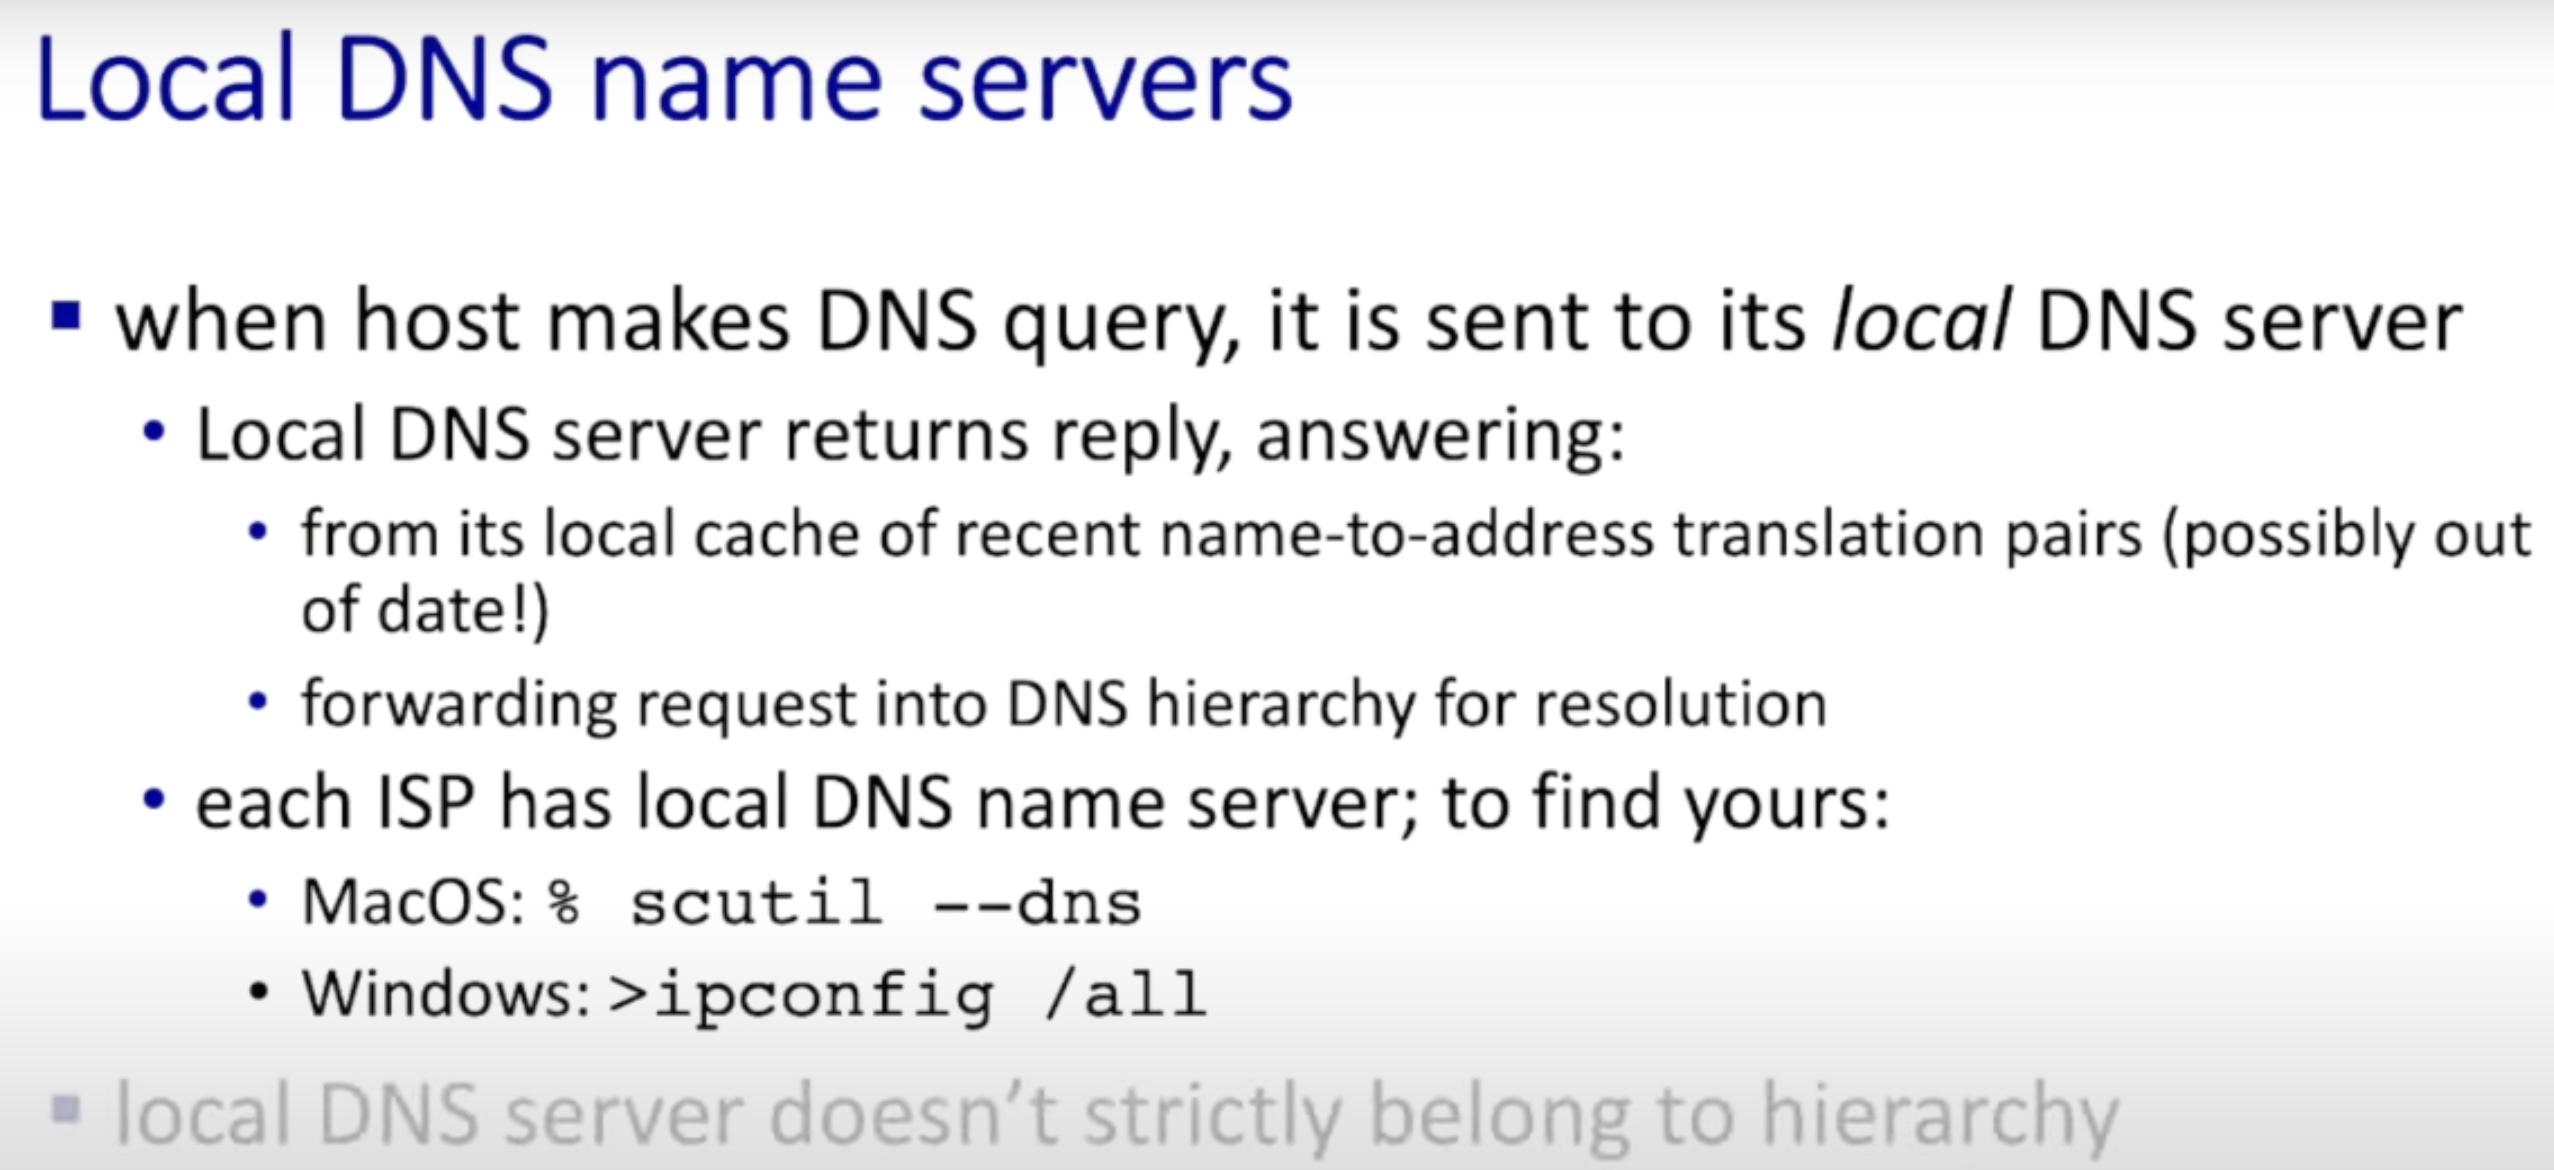 Local DNS name servers
▪ when host makes DNS query, it is sent to its local DNS server
• Local DNS server returns reply, answering:
• from its local cache of recent name-to-address translation pairs (possibly out
of date!)
• forwarding request into DNS hierarchy for resolution
• each ISP has local DNS name server; to find yours:
• MacOS: % scutil --dns
• Windows: >ipconfig /all
▪ local DNS server doesn’t strictly belong to hierarchy